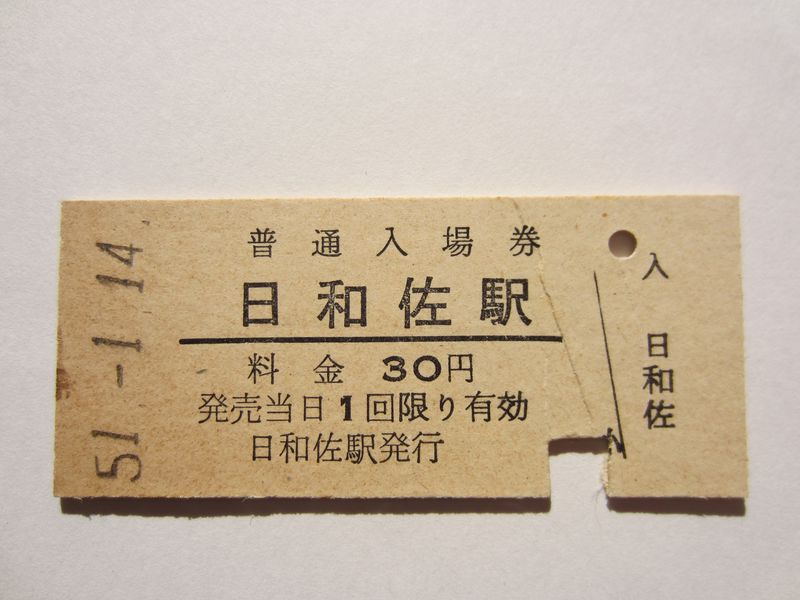 51-1.14.
普通入場券
日和佐駅
料金 30円
発売当日1回限り有効
日和佐駅発行
入
日和佐